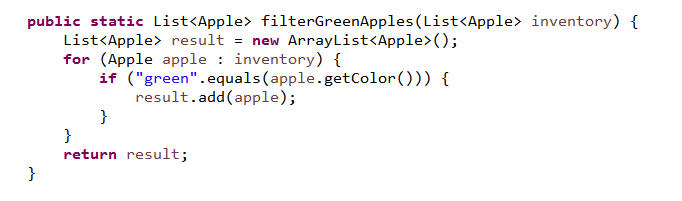 public static List<Apple> filterGreenApples(List<Apple> inventory) {
    List<Apple> result = new ArrayList<Apple>();
    for (Apple apple : inventory) {
        if ("green".equals(apple.getColor())) {
            result.add(apple);
        }
    }
    return result;
}